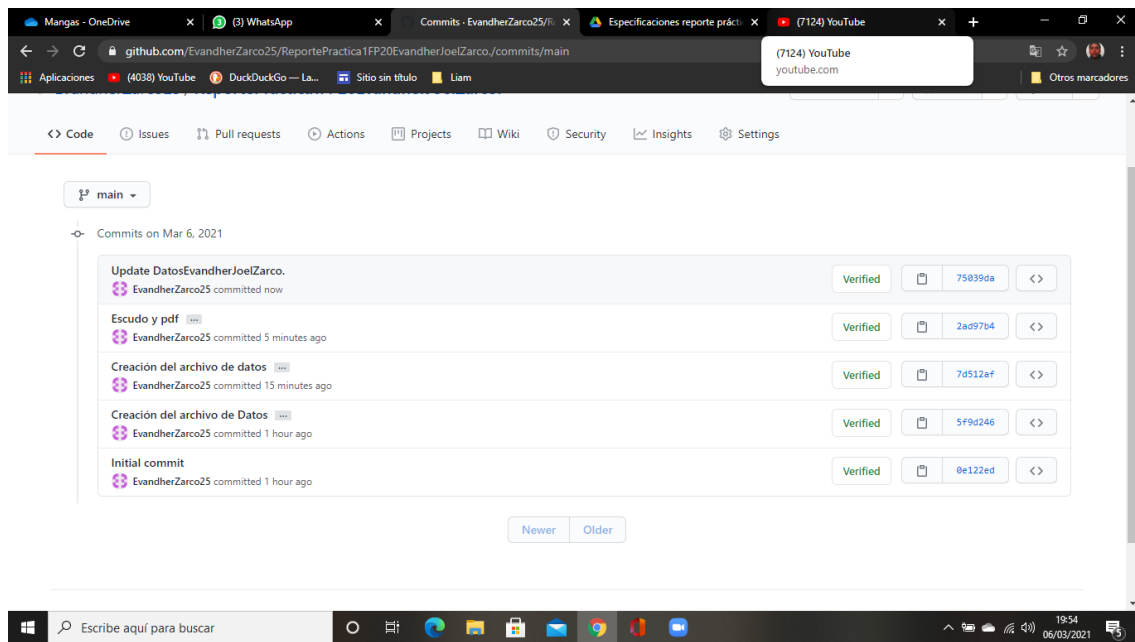 Mangas - OneDrive
(3) WhatsApp
Commits · EvandherZarco25/R
Especificaciones reporte prácti
(7124) YouTube
github.com/EvandherZarco25/ReportePractica1FP20EvandherJoelZarco./commits/main
(7124) YouTube
youtube.com
Aplicaciones
(4038) YouTube
DuckDuckGo — La...
Sitio sin título
Liam
Otros marcadores
<> Code
Issues
Pull requests
Actions
Projects
Wiki
Security
Insights
Settings
main
Commits on Mar 6, 2021
Update DatosEvandherJoelZarco.
EvandherZarco25 committed now
Verified
75039da
Escudo y pdf ...
EvandherZarco25 committed 5 minutes ago
Verified
2ad97b4
Creación del archivo de datos ...
EvandherZarco25 committed 15 minutes ago
Verified
7d512af
Creación del archivo de Datos ...
EvandherZarco25 committed 1 hour ago
Verified
5f9d246
Initial commit
EvandherZarco25 committed 1 hour ago
Verified
0e122ed
Newer
Older
Escribe aquí para buscar
19:54
06/03/2021
5